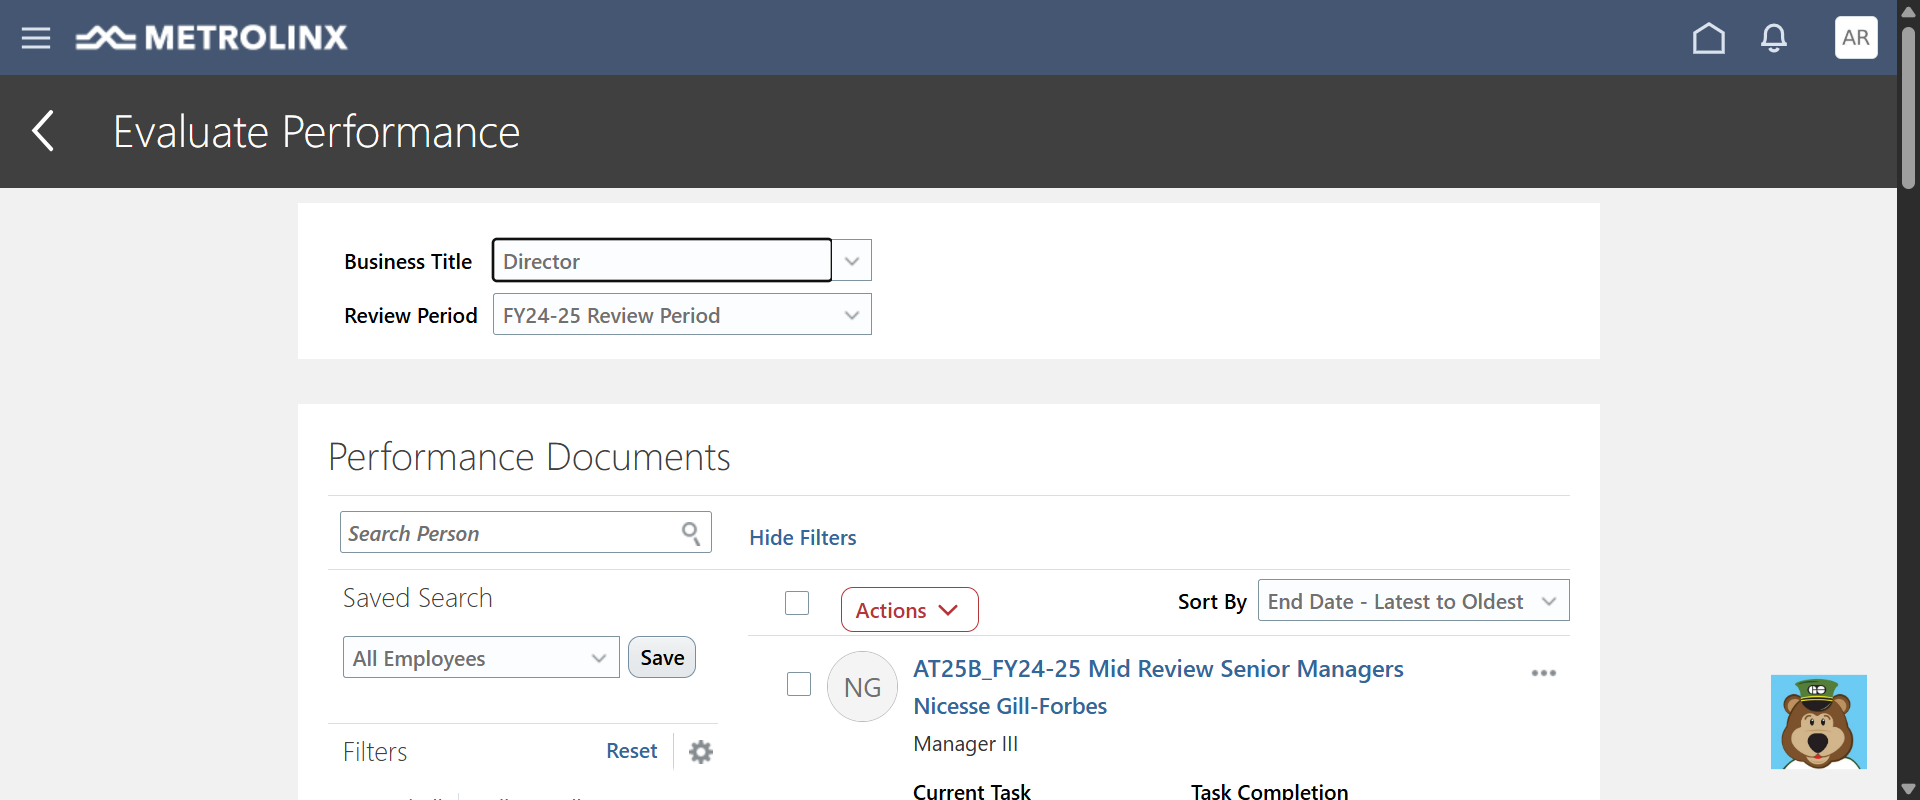 METROLINX
AR
Evaluate Performance
Business Title
Director
Review Period
FY24-25 Review Period
Performance Documents
Search Person
Hide Filters
Saved Search
Actions
Sort By
End Date - Latest to Oldest
All Employees
Save
NG
AT25B_FY24-25 Mid Review Senior Managers
Nicesse Gill-Forbes
Manager III
Filters
Reset
Current Task
Task Completion